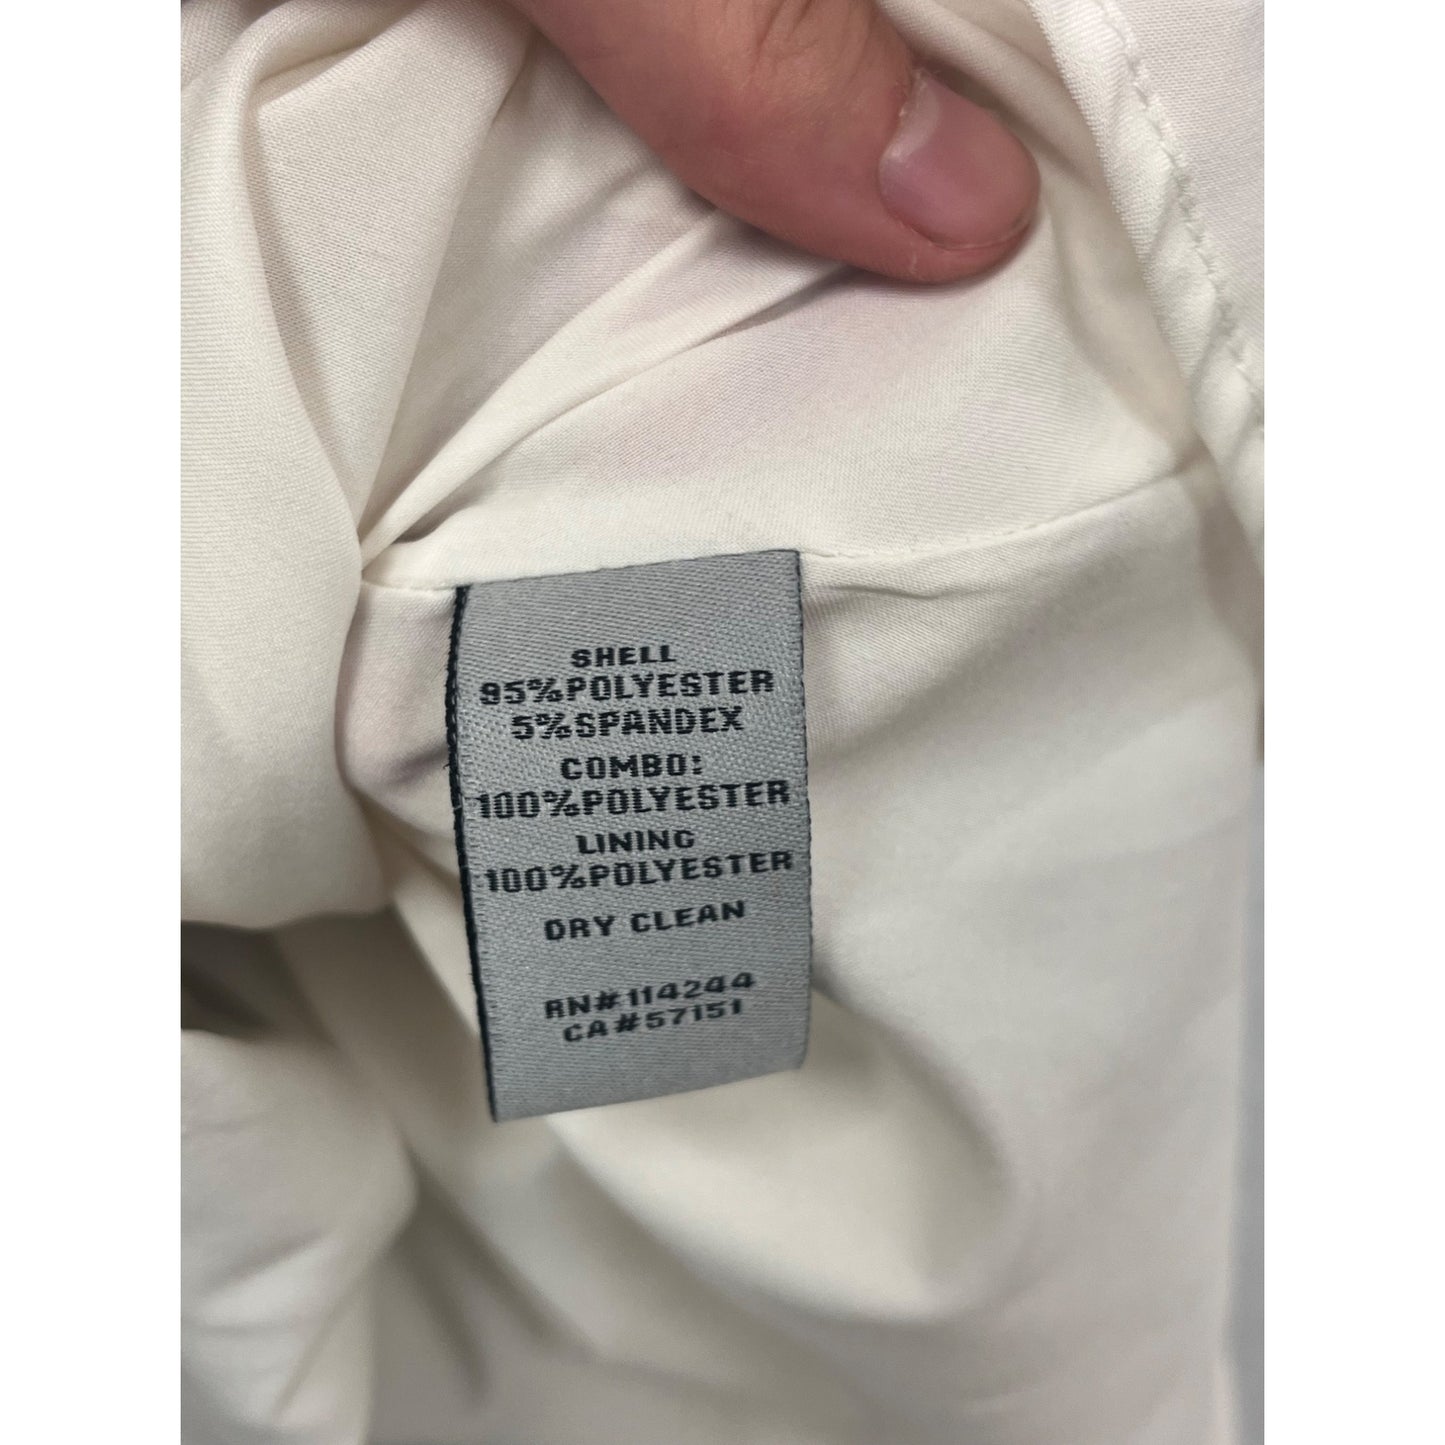 SHELL
95%POLYESTER
5%SPANDEX
COMBO:
100%POLYESTER
LINING
100%POLYESTER
DRY CLEAN
RN#114244
CA#57151